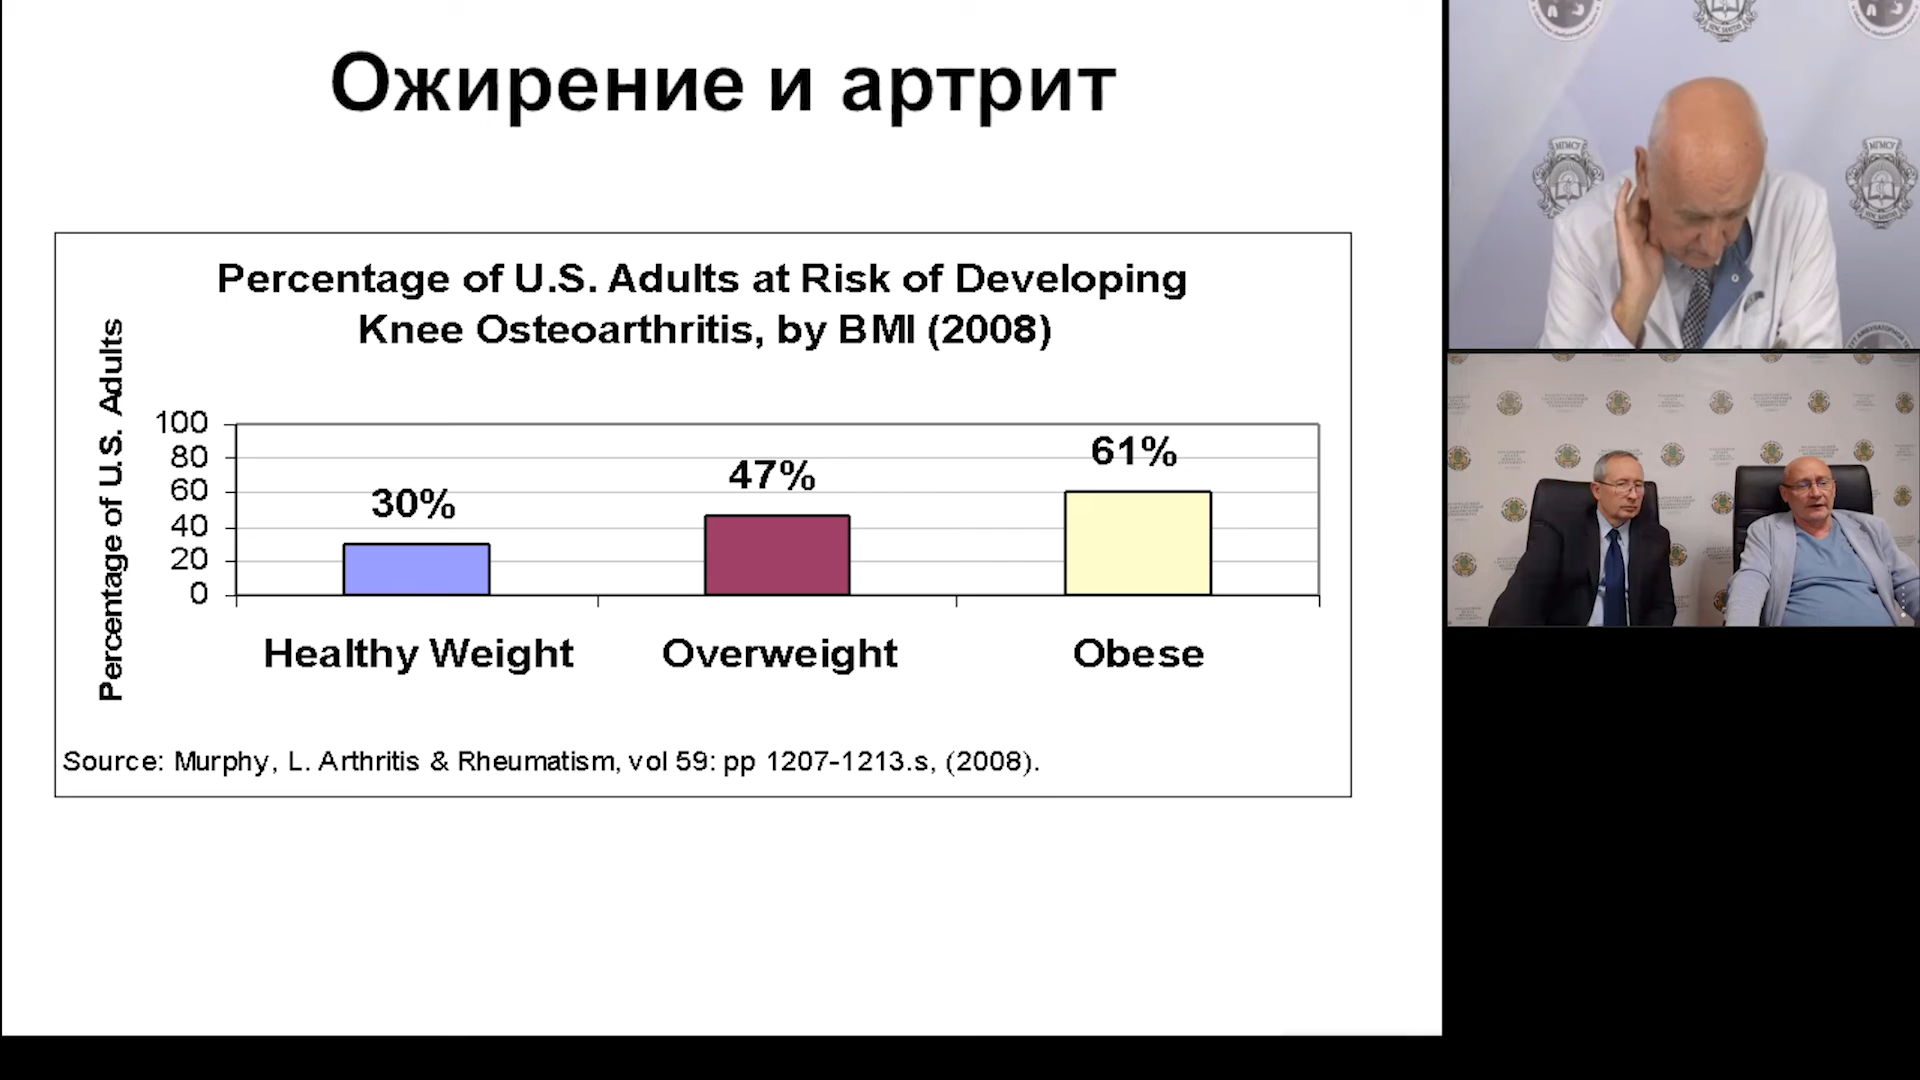 Ожирение и артрит
Percentage of U.S. Adults at Risk of Developing
Knee Osteoarthritis, by BMI (2008)
Percentage of U.S. Adults
100
80
60
40
20
0
30%
47%
61%
Healthy Weight
Overweight
Obese
Source: Murphy, L. Arthritis & Rheumatism, vol 59: pp 1207-1213.s, (2008).
МГМСУ
МГМСУ